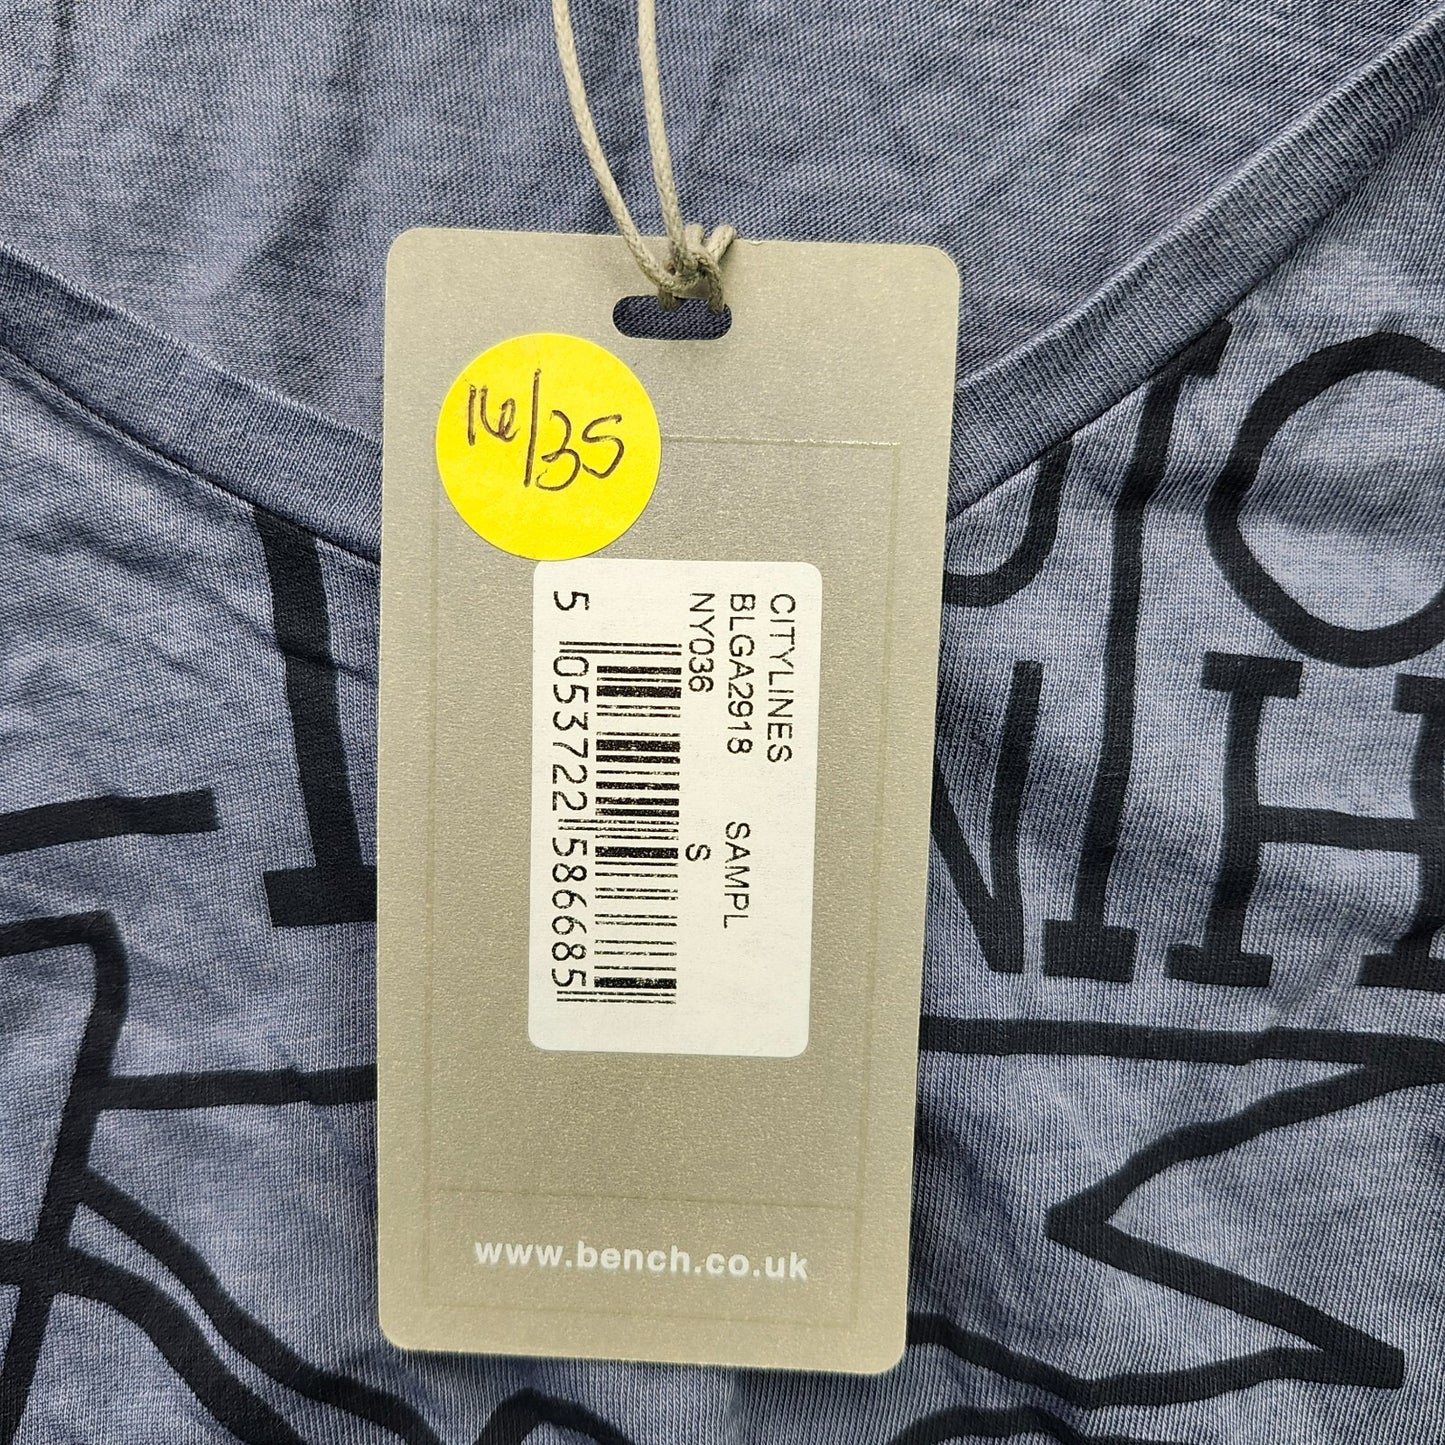 16/35
CITYLINES
BLGA2918 SAMPL
NY036 S
5 053722 586685
www.bench.co.uk